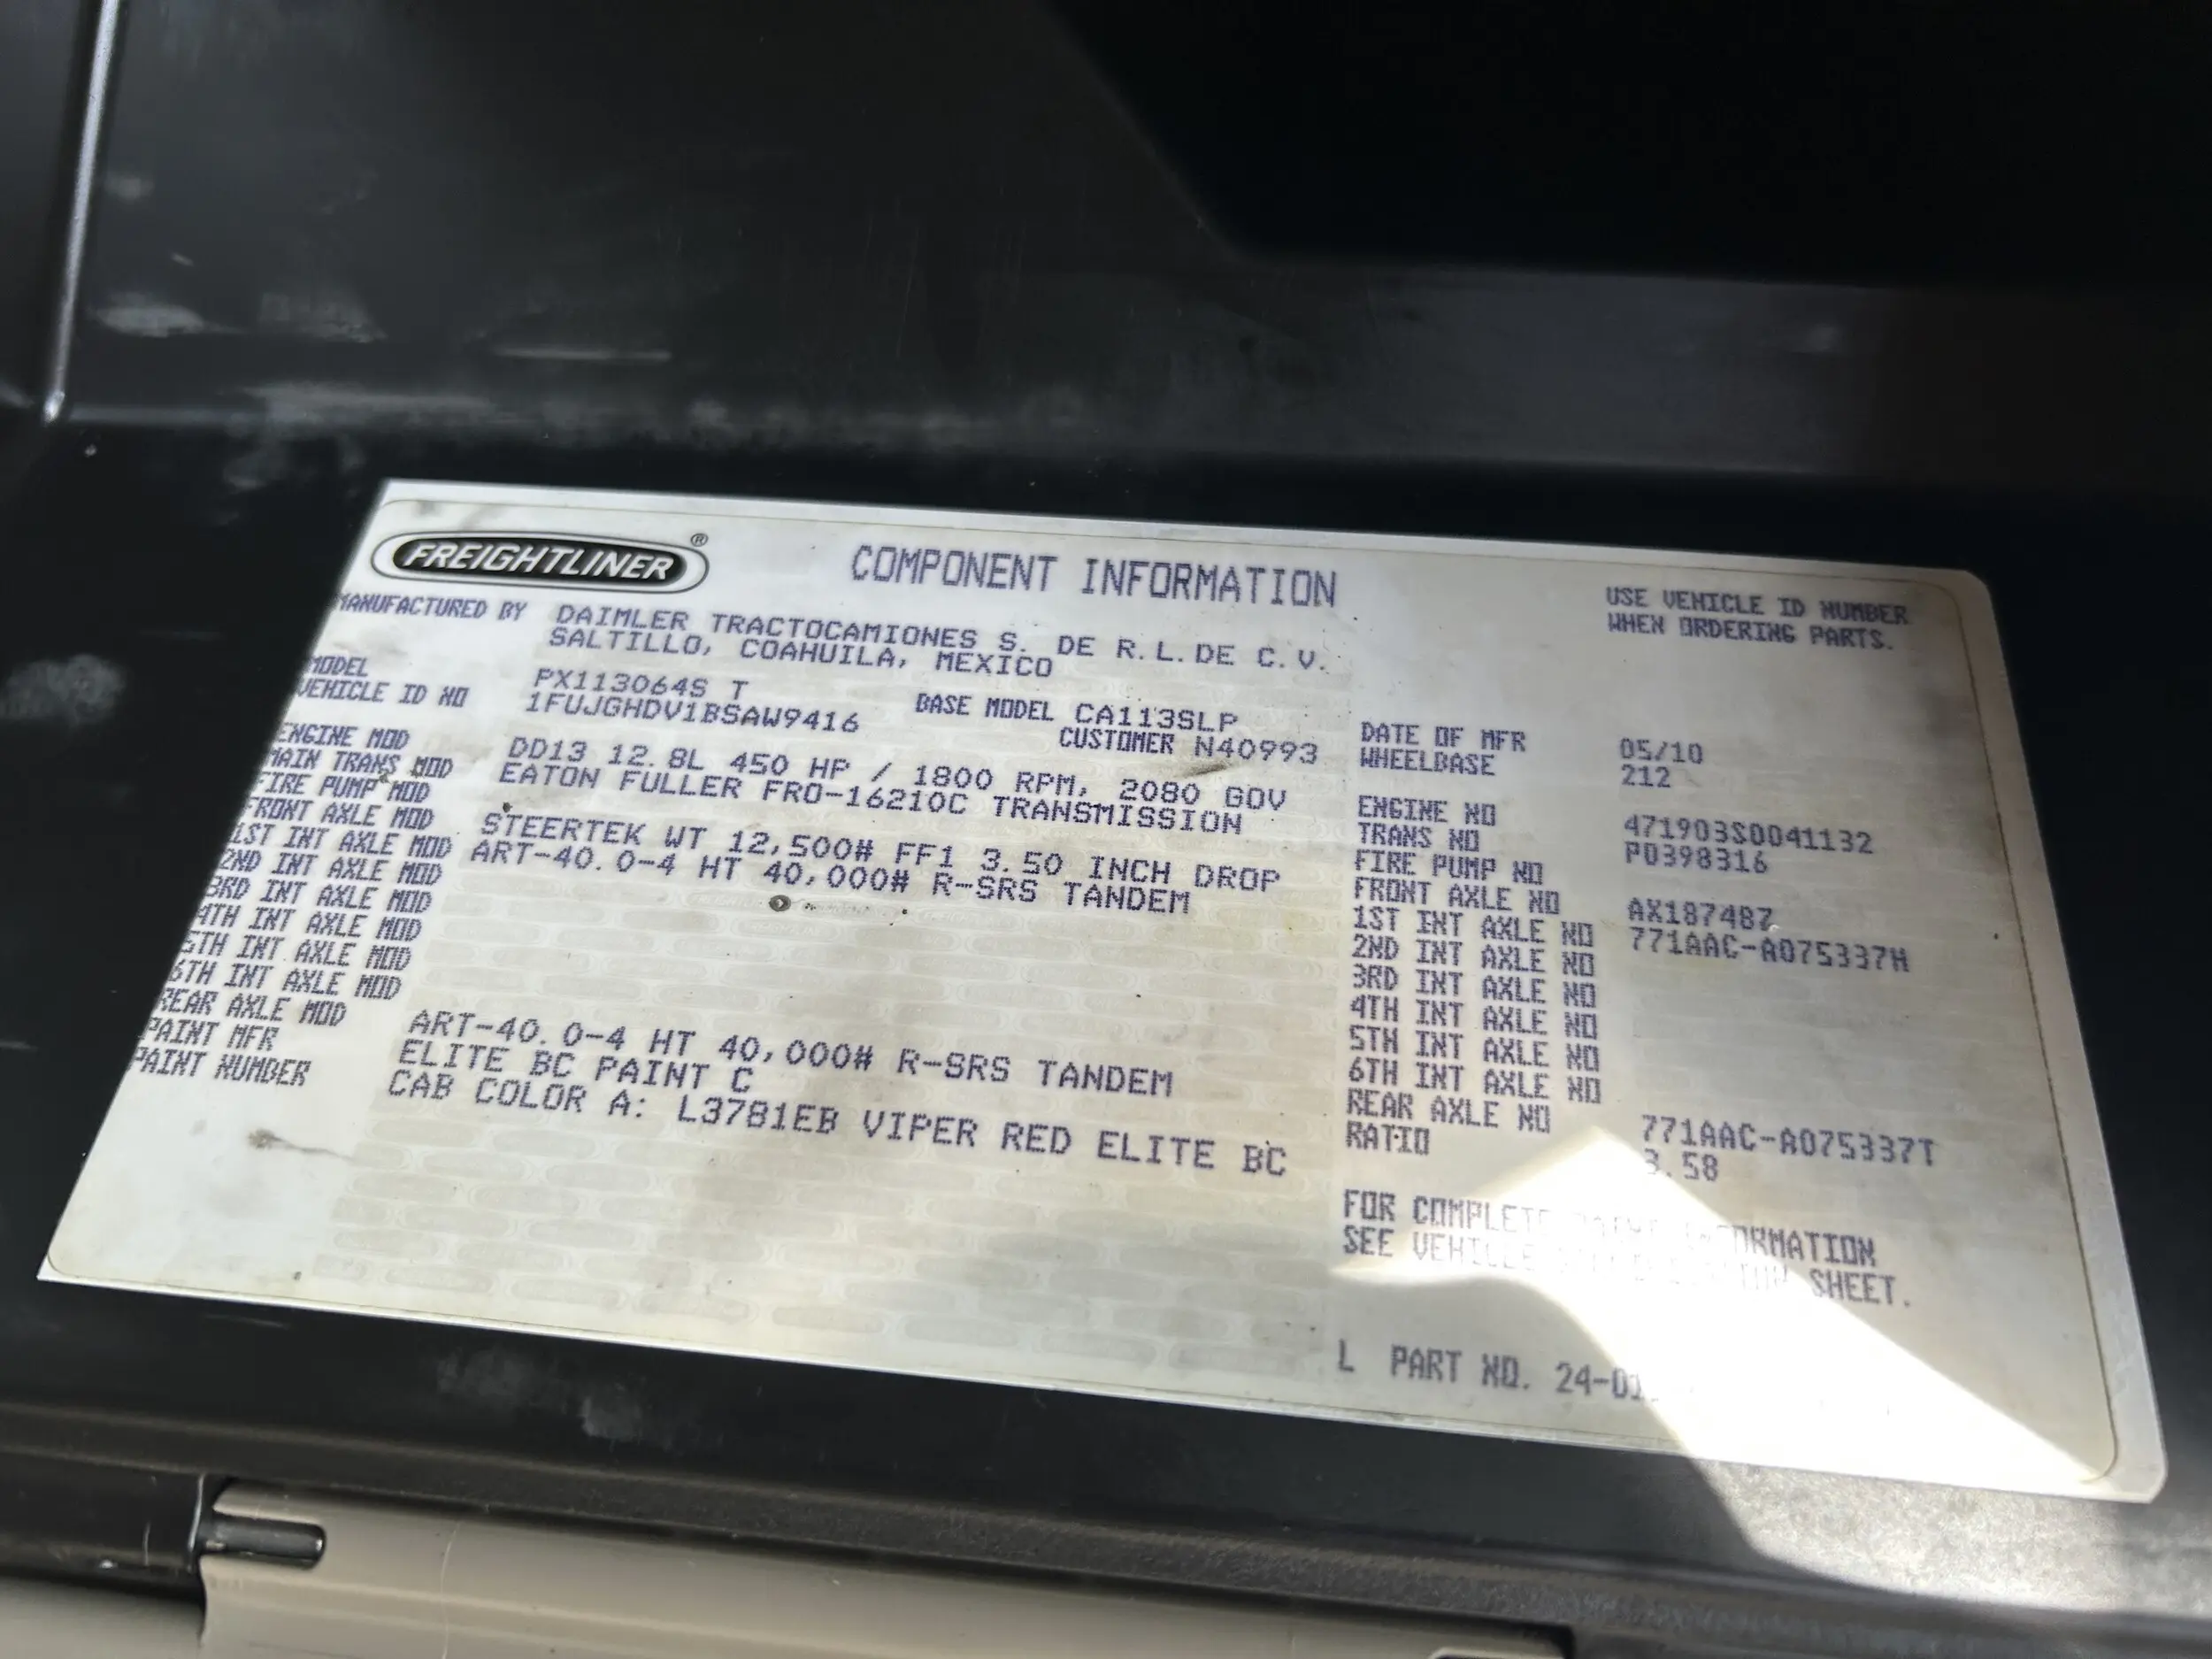 FREIGHTLINER®
COMPONENT INFORMATION
USE VEHICLE ID NUMBER
WHEN ORDERING PARTS.
MANUFACTURED BY DAIMLER TRACTOCAMIONES S. DE R.L.DE C.V.
SALTILLO, COAHUILA, MEXICO
MODEL PX113064S T BASE MODEL CA113SLP DATE OF MFR 05/10
VEHICLE ID NO 1FUJGHDV1BSAW9416 CUSTOMER N40993 WHEELBASE 212
ENGINE MOD DD13 12.8L 450 HP / 1800 RPM, 2080 GOV ENGINE NO 471903S0041132
MAIN TRANS MOD EATON FULLER FRO-16210C TRANSMISSION TRANS NO P0398316
FIRE PUMP MOD FIRE PUMP NO
FRONT AXLE MOD STEERTEK WT 12,500# FF1 3.50 INCH DROP FRONT AXLE NO AX187487
1ST INT AXLE MOD ART-40.0-4 HT 40,000# R-SRS TANDEM 1ST INT AXLE NO 771AAC-A075337H
2ND INT AXLE MOD 2ND INT AXLE NO
3RD INT AXLE MOD 3RD INT AXLE NO
4TH INT AXLE MOD 4TH INT AXLE NO
5TH INT AXLE MOD 5TH INT AXLE NO
6TH INT AXLE MOD 6TH INT AXLE NO
REAR AXLE MOD ART-40.0-4 HT 40,000# R-SRS TANDEM REAR AXLE NO 771AAC-A075337T
PAINT MFR ELITE BC PAINT C RATIO 3.58
PAINT NUMBER CAB COLOR A: L3781EB VIPER RED ELITE BC
FOR COMPLETE PAINT INFORMATION
SEE VEHICLE SHEET.
L PART NO.